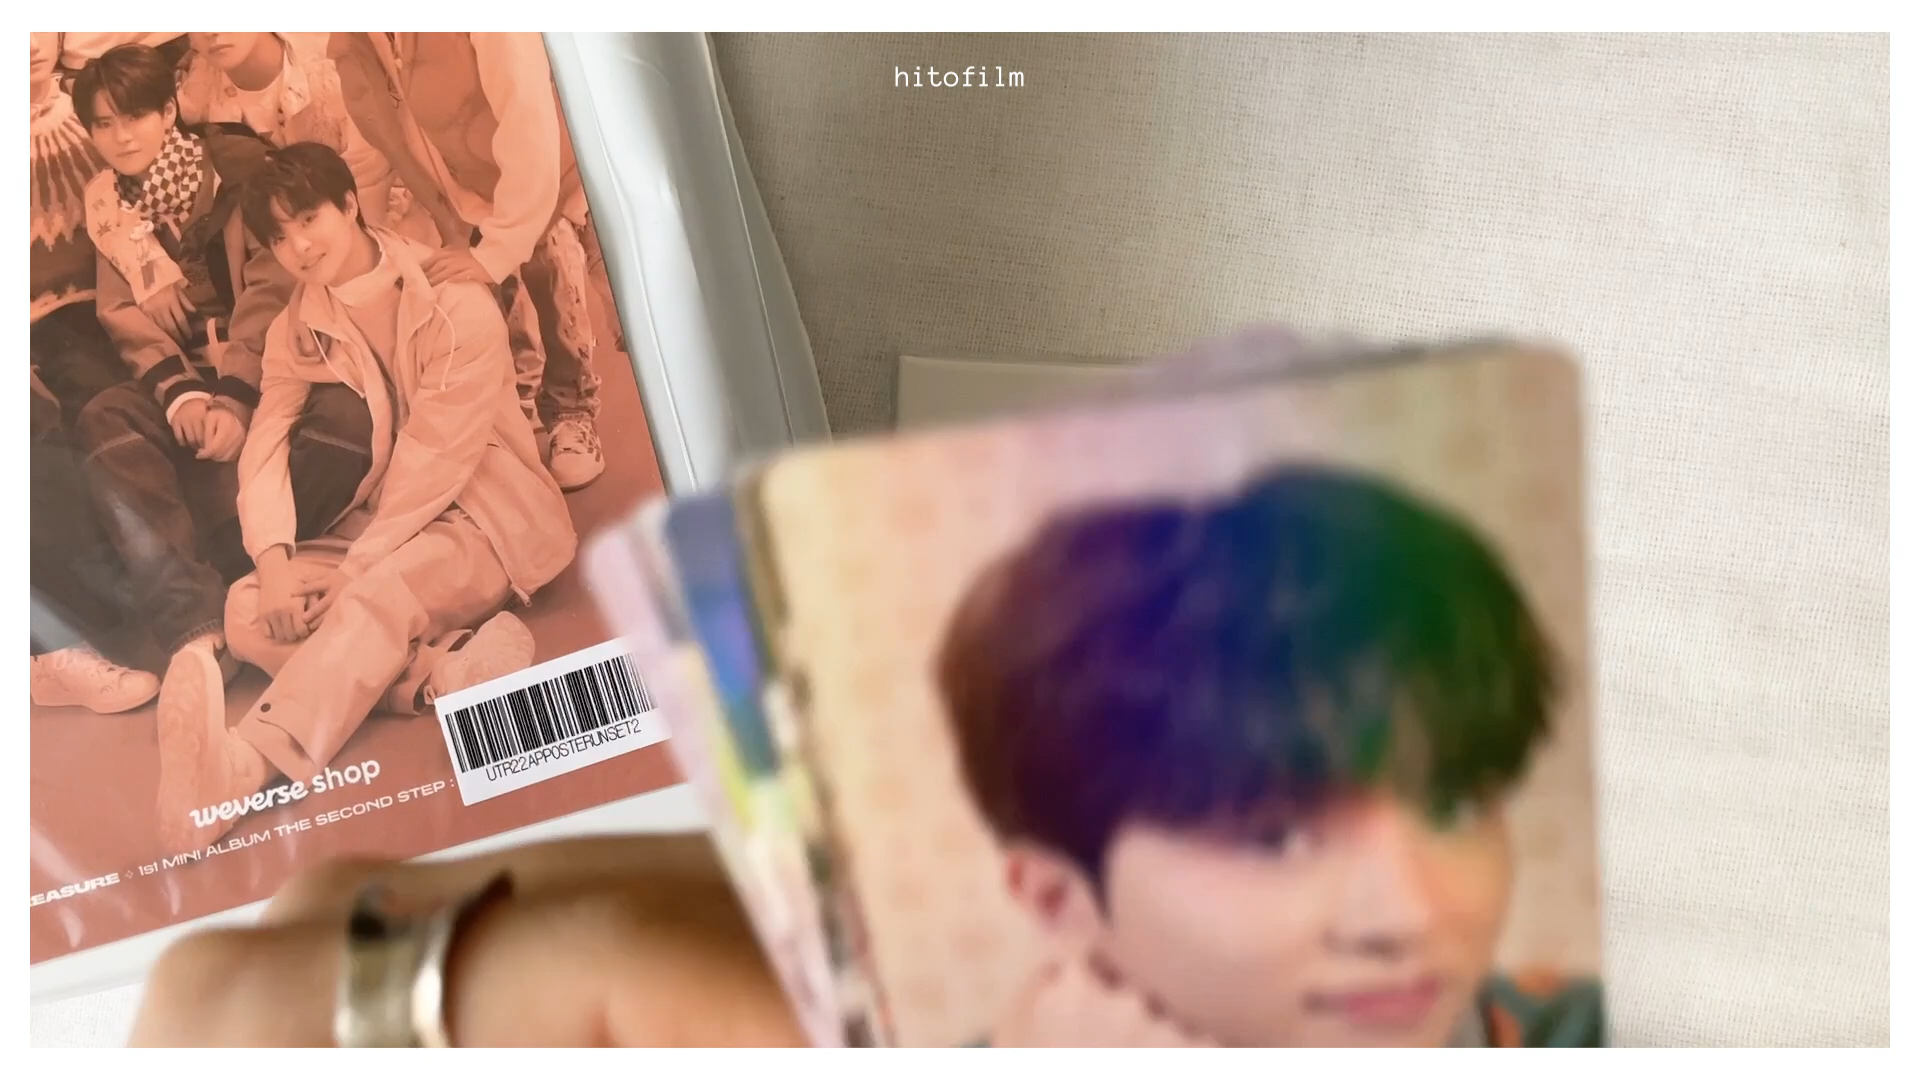 hitofilm
UTR22APPOSTERUNSET2
weverse shop
EASURE ✧ 1st MINI ALBUM THE SECOND STEP :